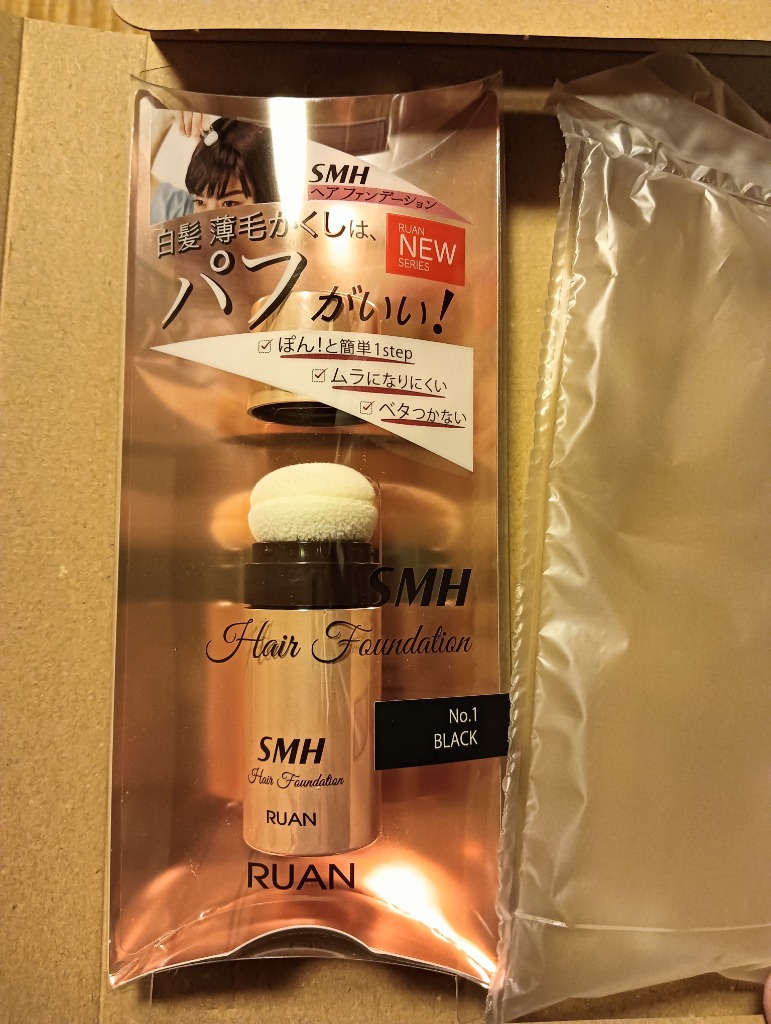 SMH
ヘア ファンデーション
白髪 薄毛かくしは、
RUAN
NEW
SERIES
パフがいい!
ぽん!と簡単1step
ムラになりにくい
ベタつかない
SMH
Hair Foundation
No.1
BLACK
SMH
Hair Foundation
RUAN
RUAN